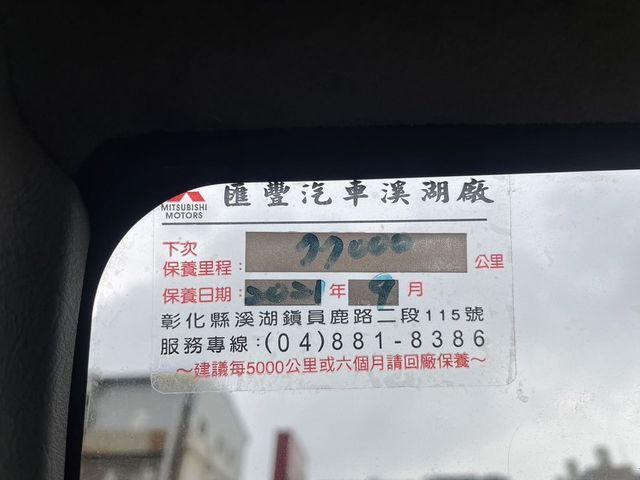 MITSUBISHI
MOTORS
匯豐汽車溪湖廠
下次
保養里程: 77000 公里
保養日期: 2021 年 9 月
彰化縣溪湖鎮員鹿路二段115號
服務專線:(04)881-8386
～建議每5000公里或六個月請回廠保養～